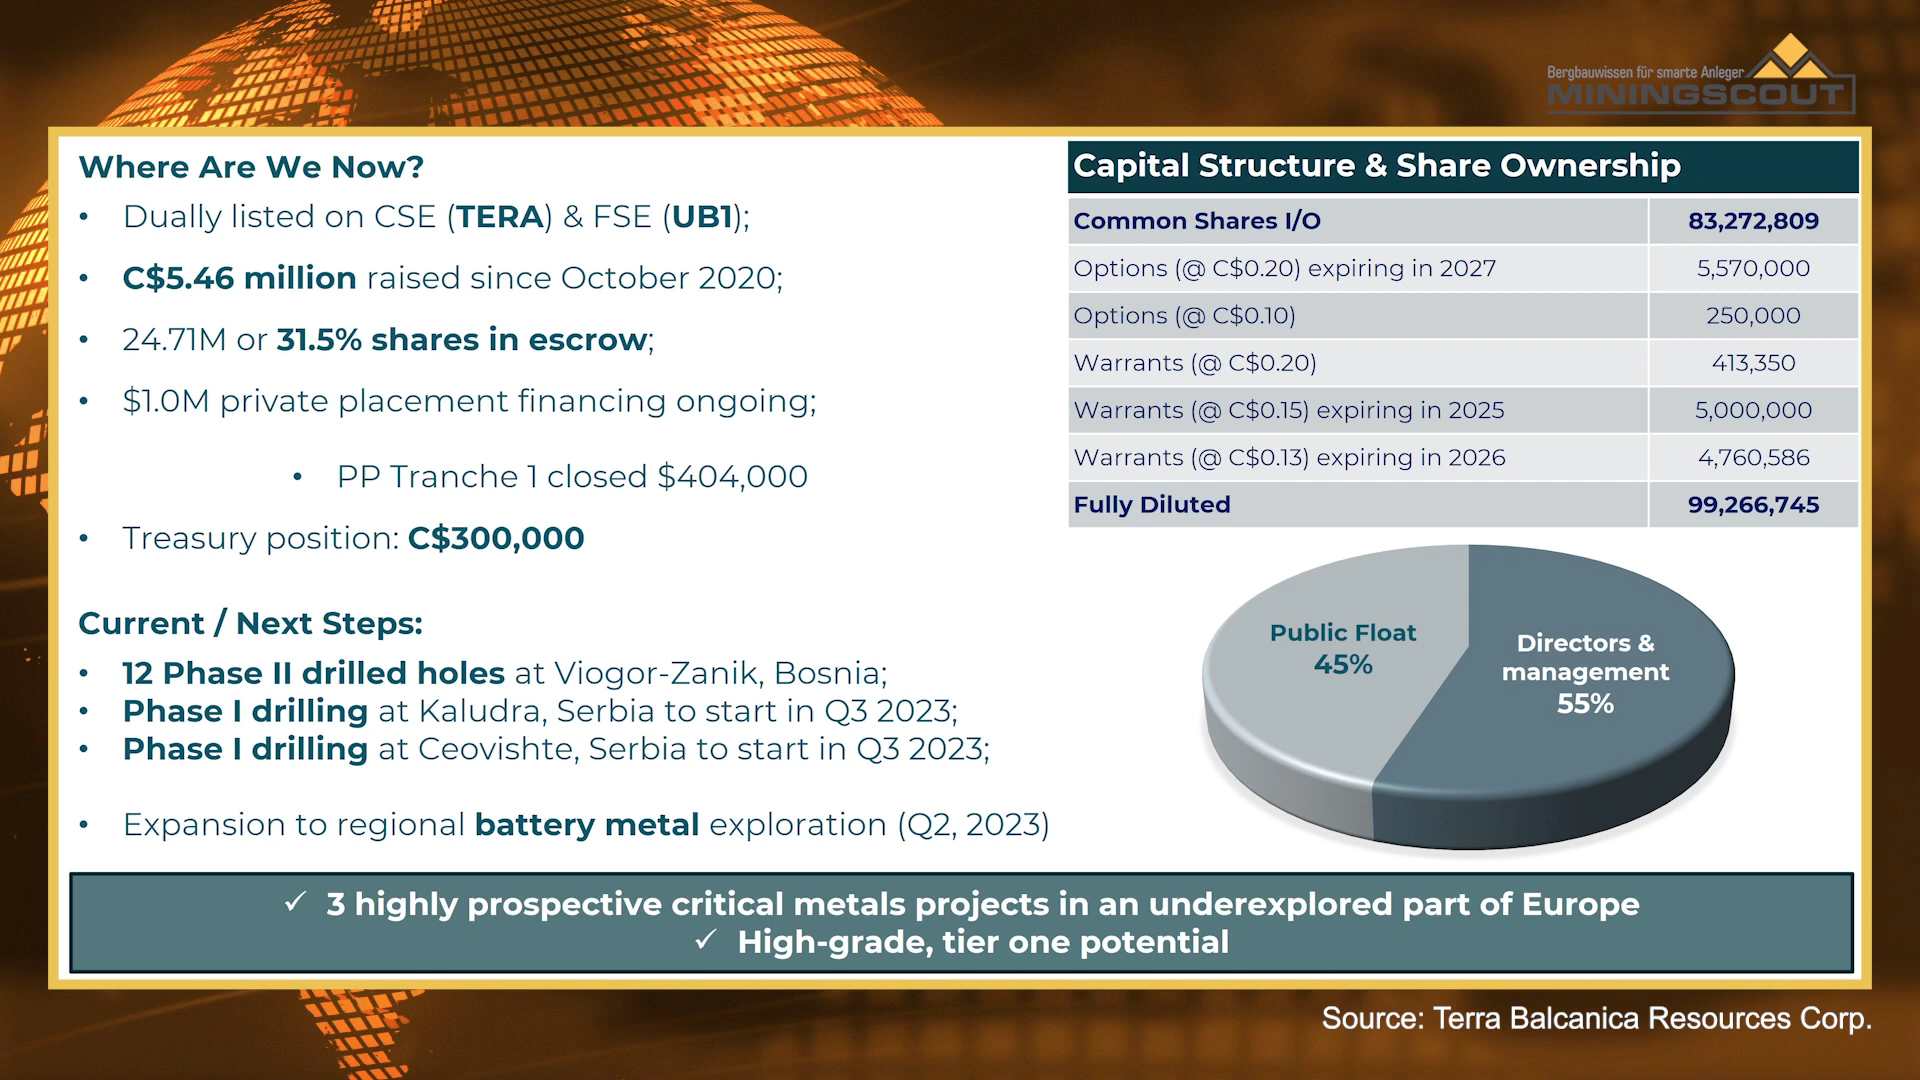 Bergbauwissen für smarte Anleger
MININGSCOUT
Where Are We Now?
• Dually listed on CSE (TERA) & FSE (UB1);
• C$5.46 million raised since October 2020;
• 24.71M or 31.5% shares in escrow;
• $1.0M private placement financing ongoing;
• PP Tranche 1 closed $404,000
• Treasury position: C$300,000
Current / Next Steps:
• 12 Phase II drilled holes at Viogor-Zanik, Bosnia;
• Phase I drilling at Kaludra, Serbia to start in Q3 2023;
• Phase I drilling at Ceovishte, Serbia to start in Q3 2023;
• Expansion to regional battery metal exploration (Q2, 2023)
Capital Structure & Share Ownership
Common Shares I/O 83,272,809
Options (@ C$0.20) expiring in 2027 5,570,000
Options (@ C$0.10) 250,000
Warrants (@ C$0.20) 413,350
Warrants (@ C$0.15) expiring in 2025 5,000,000
Warrants (@ C$0.13) expiring in 2026 4,760,586
Fully Diluted 99,266,745
Public Float
45%
Directors &
management
55%
✓ 3 highly prospective critical metals projects in an underexplored part of Europe
✓ High-grade, tier one potential
Source: Terra Balcanica Resources Corp.